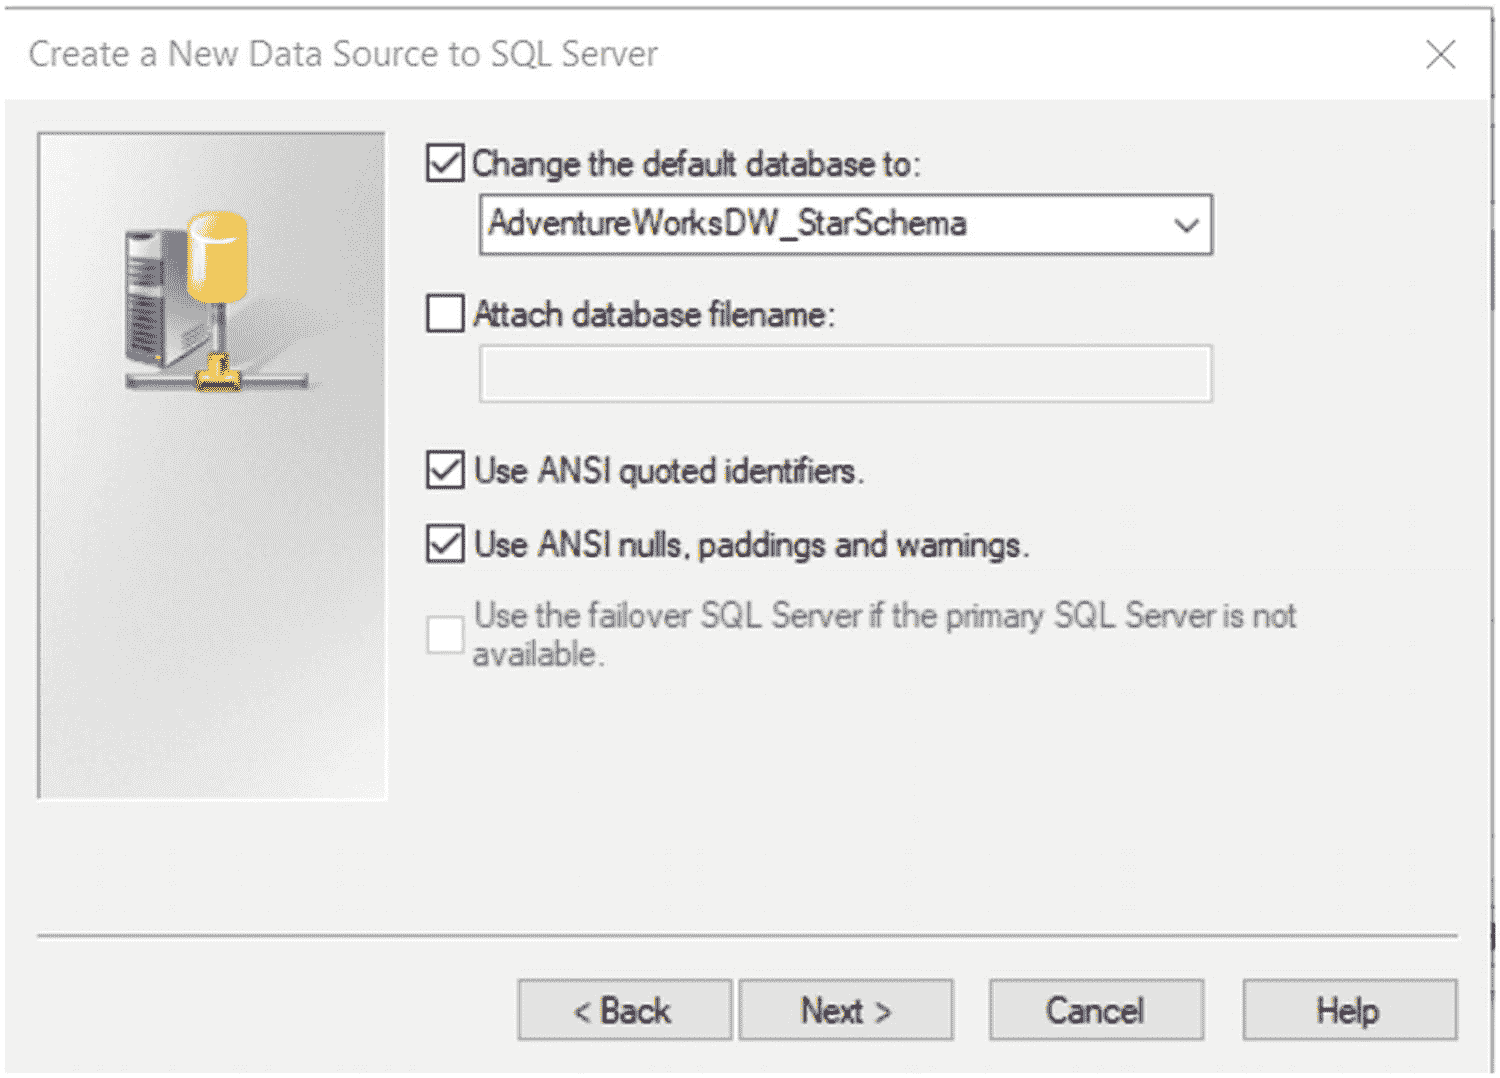 Create a New Data Source to SQL Server
Change the default database to:
AdventureWorksDW_StarSchema
Attach database filename:
Use ANSI quoted identifiers.
Use ANSI nulls, paddings and warnings.
Use the failover SQL Server if the primary SQL Server is not
available.
< Back
Next >
Cancel
Help